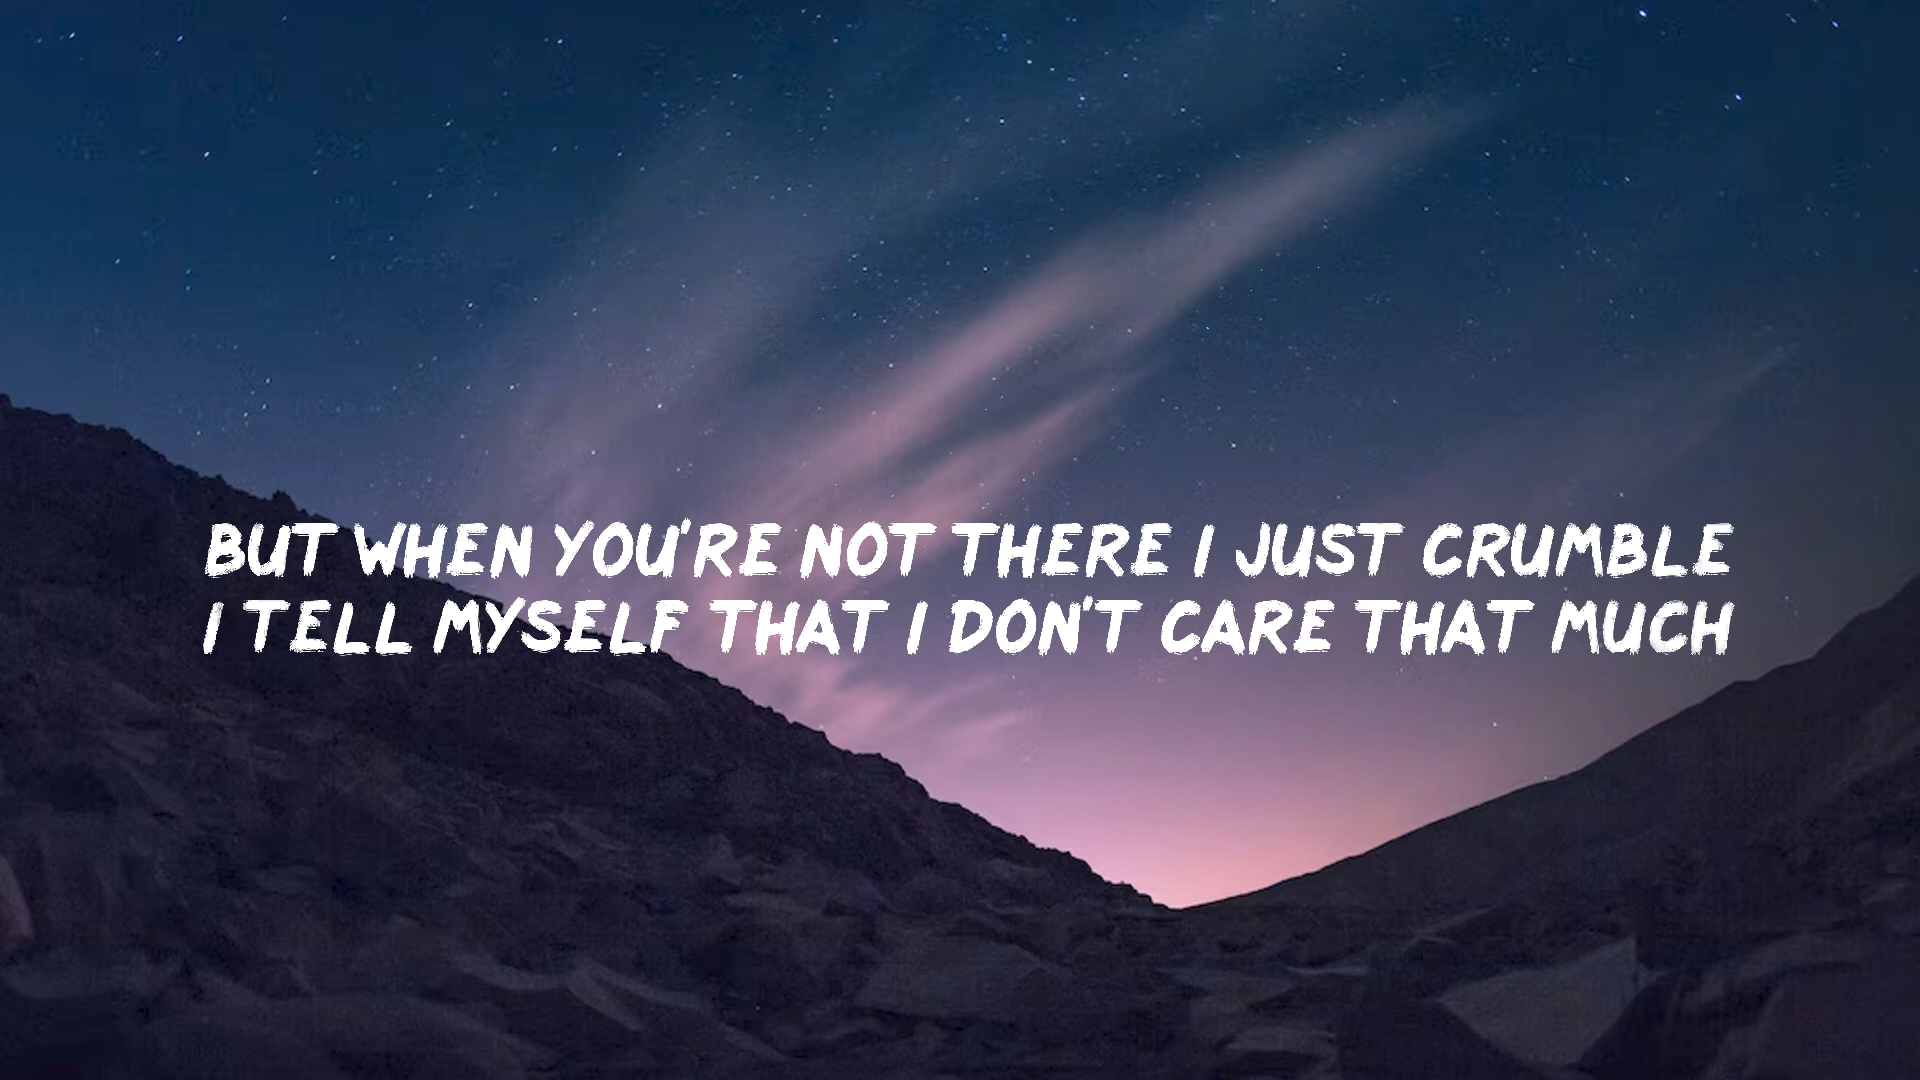 BUT WHEN YOU'RE NOT THERE I JUST CRUMBLE
I TELL MYSELF THAT I DON'T CARE THAT MUCH